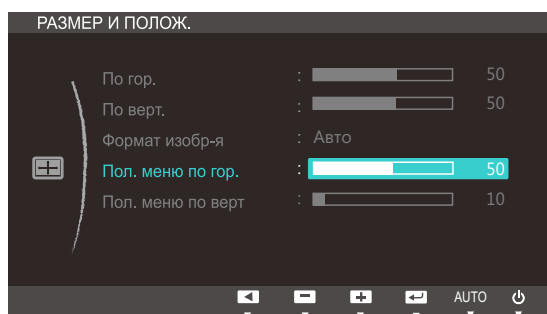 РАЗМЕР И ПОЛОЖ.
По гор. : 50
По верт. : 50
Формат изобр-я : Авто
Пол. меню по гор. : 50
Пол. меню по верт : 10
AUTO